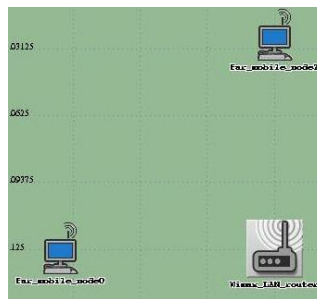 .03125
far_mobile_node2
.0625
.09375
.125
far_mobile_node0
Wimax_LAN_router